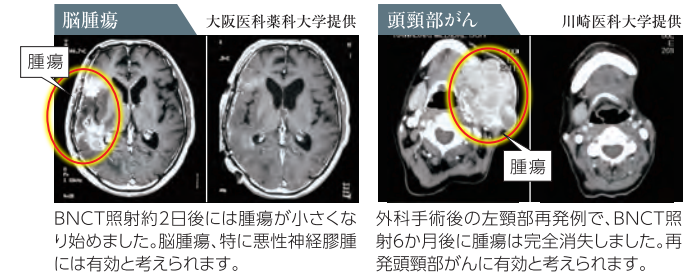 脳腫瘍
大阪医科薬科大学提供
腫瘍
BNCT照射約2日後には腫瘍が小さくな
り始めました。脳腫瘍、特に悪性神経膠腫
には有効と考えられます。
頭頸部がん
川崎医科大学提供
腫瘍
外科手術後の左頸部再発例で、BNCT照
射6か月後に腫瘍は完全消失しました。再
発頭頸部がんに有効と考えられます。